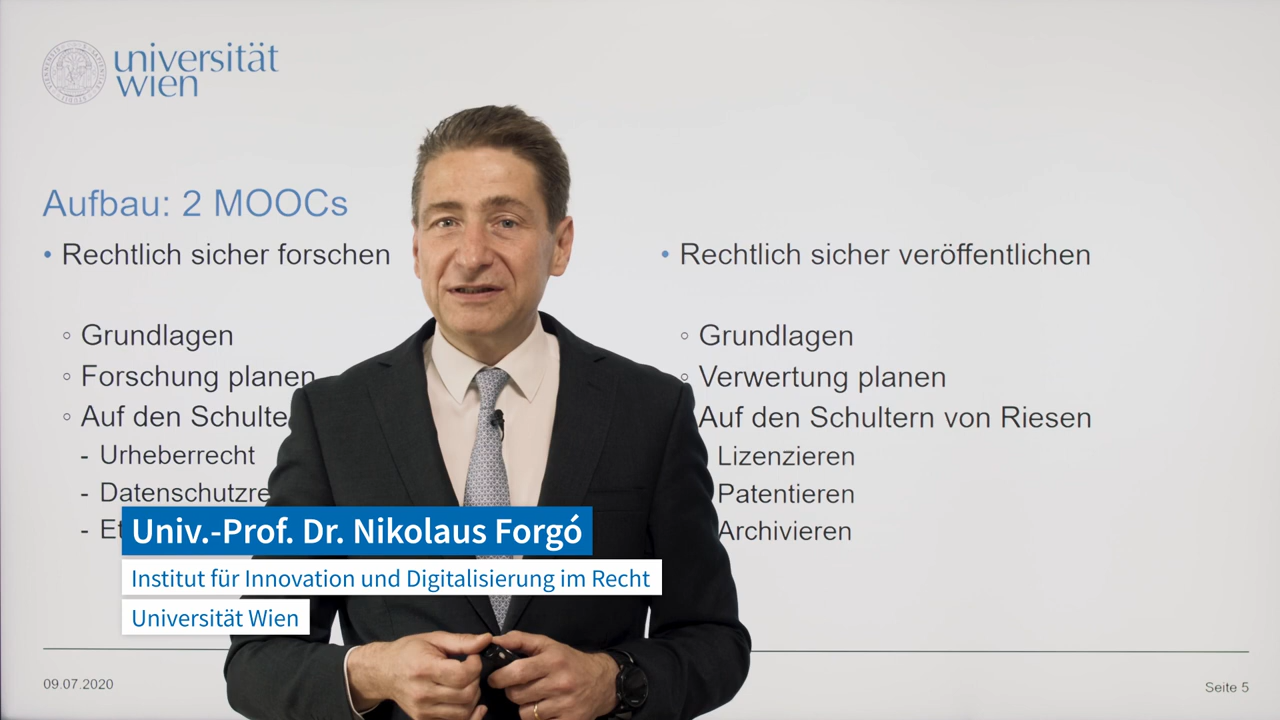 universität
wien
Aufbau: 2 MOOCs
• Rechtlich sicher forschen
◦ Grundlagen
◦ Forschung planen
◦ Auf den
- Urheberrecht
-
-
• Rechtlich sicher veröffentlichen
◦ Grundlagen
◦ Verwertung planen
Auf den Schultern von Riesen
Lizenzieren
Patentieren
Archivieren
Univ.-Prof. Dr. Nikolaus Forgó
Institut für Innovation und Digitalisierung im Recht
Universität Wien
09.07.2020
Seite 5